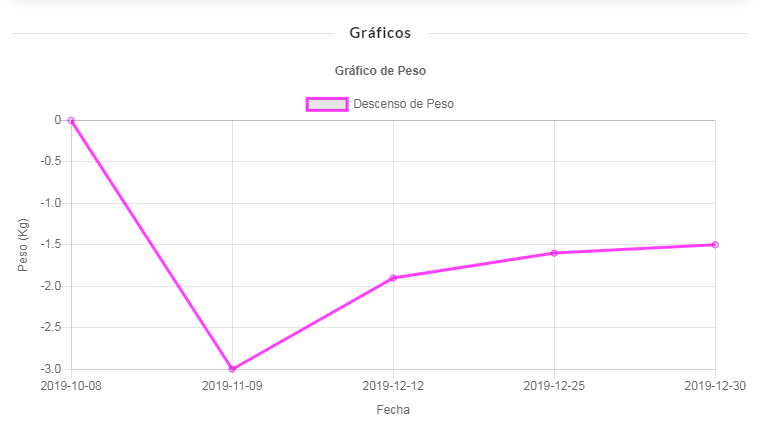 Gráficos
Gráfico de Peso
Descenso de Peso
0
-0.5
-1.0
-1.5
-2.0
-2.5
-3.0
Peso (Kg)
2019-10-08 2019-11-09 2019-12-12 2019-12-25 2019-12-30
Fecha